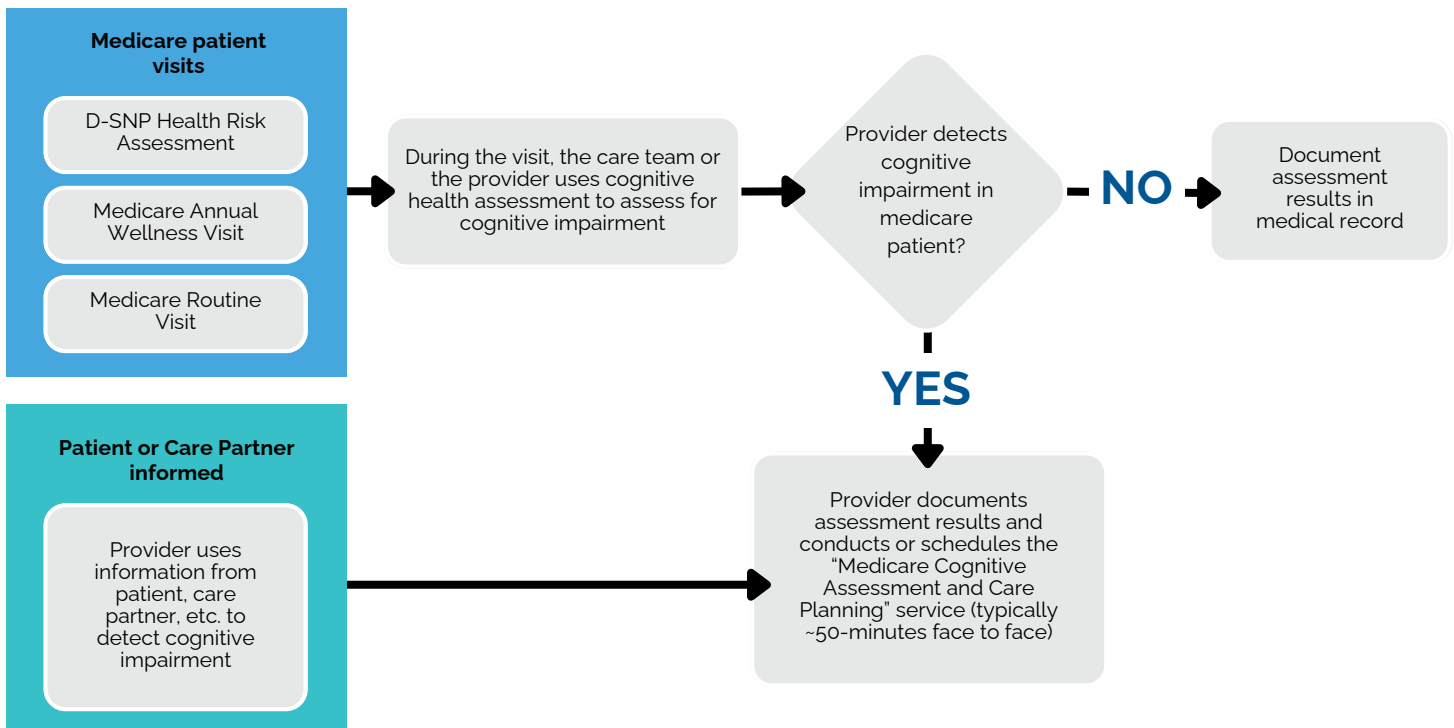 Medicare patient
visits
D-SNP Health Risk
Assessment
Medicare Annual
Wellness Visit
Medicare Routine
Visit
During the visit, the care team or
the provider uses cognitive
health assessment to assess for
cognitive impairment
Provider detects
cognitive
impairment in
medicare
patient?
NO
Document
assessment
results in
medical record
YES
Patient or Care Partner
informed
Provider uses
information from
patient, care
partner, etc. to
detect cognitive
impairment
Provider documents
assessment results and
conducts or schedules the
“Medicare Cognitive
Assessment and Care
Planning” service (typically
~50-minutes face to face)